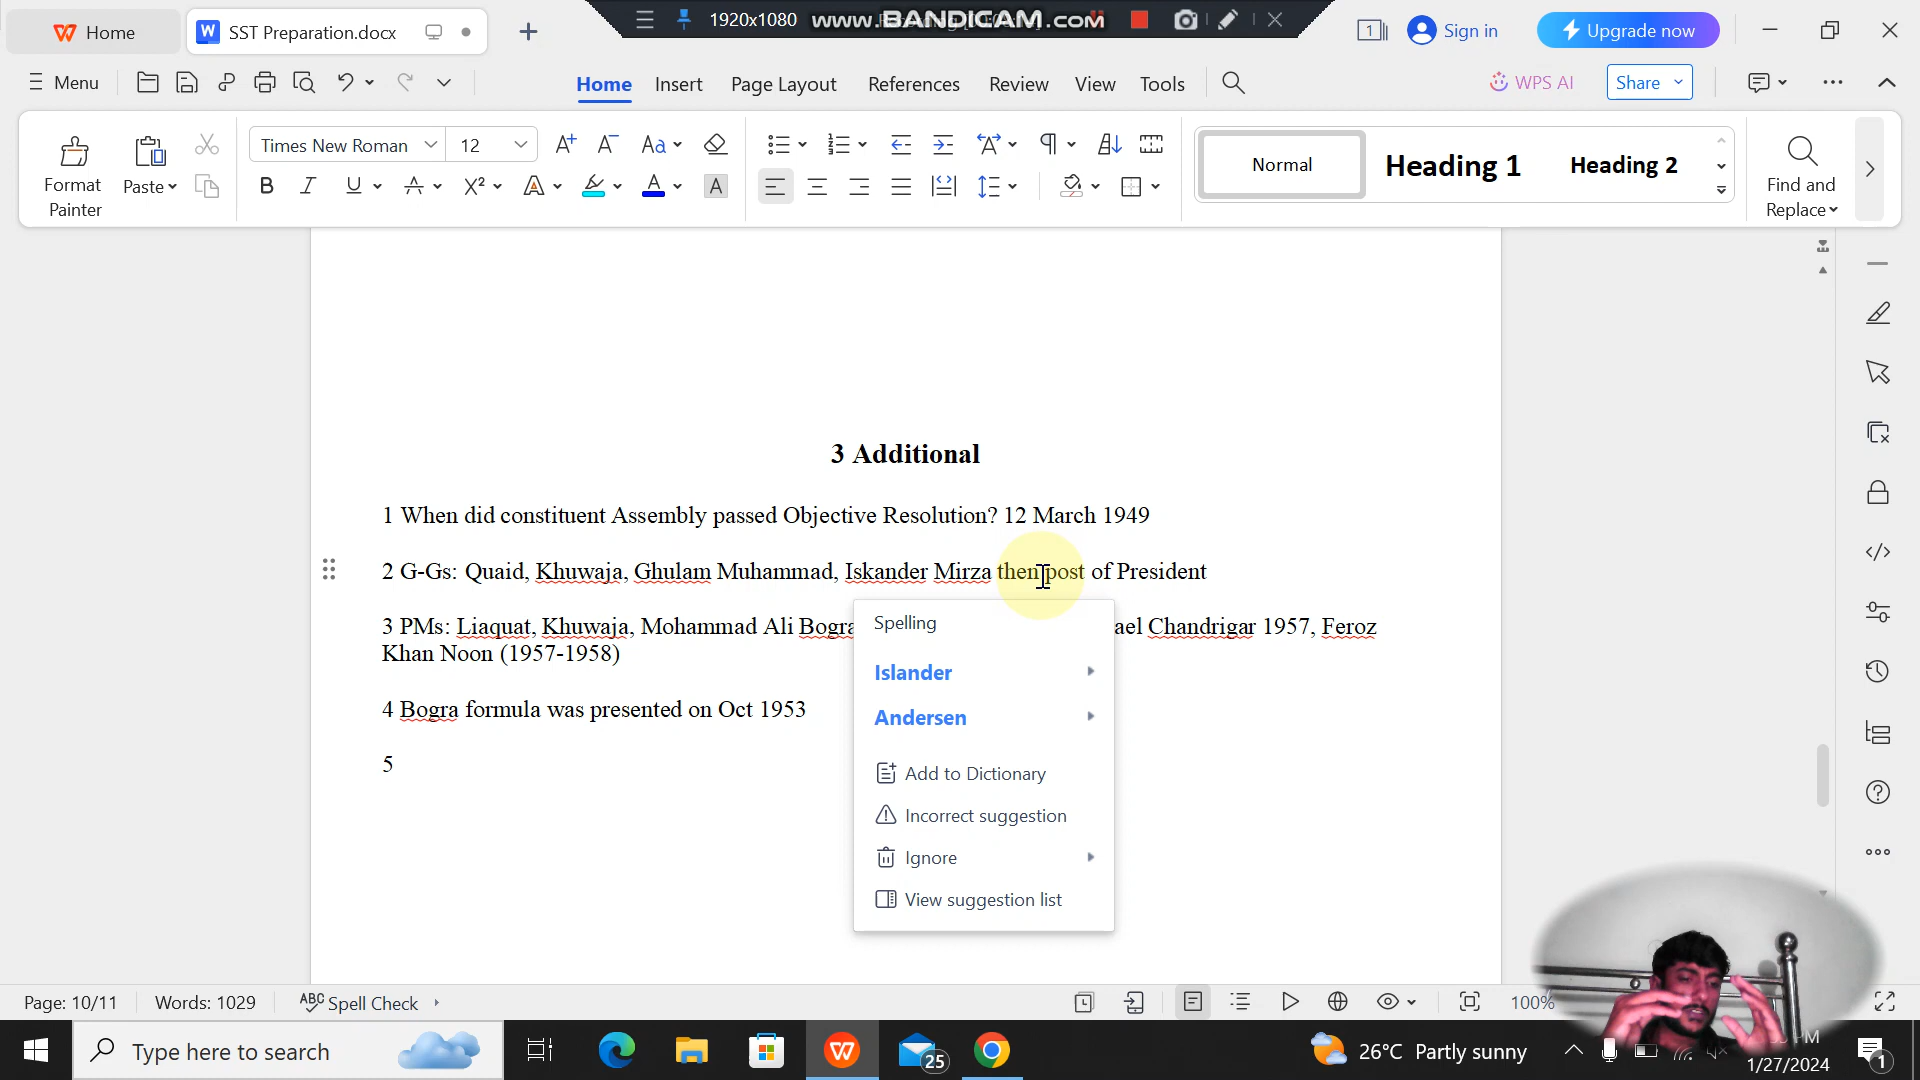 Home
SST Preparation.docx
1920x1080
www.BANDICAM.com
1
Sign in
Upgrade now
Menu
Home
Insert
Page Layout
References
Review
View
Tools
WPS AI
Share
Format
Painter
Paste
Times New Roman
12
Normal
Heading 1
Heading 2
Find and
Replace
3 Additional
1 When did constituent Assembly passed Objective Resolution? 12 March 1949
2 G-Gs: Quaid, Khuwaja, Ghulam Muhammad, Iskander Mirza then post of President
3 PMs: Liaquat, Khuwaja, Mohammad Ali Bogra ael Chandrigar 1957, Feroz
Khan Noon (1957-1958)
4 Bogra formula was presented on Oct 1953
5
Spelling
Islander
Andersen
Add to Dictionary
Incorrect suggestion
Ignore
View suggestion list
Page: 10/11
Words: 1029
Spell Check
100%
Type here to search
25
26°C Partly sunny
PM
1/27/2024
1